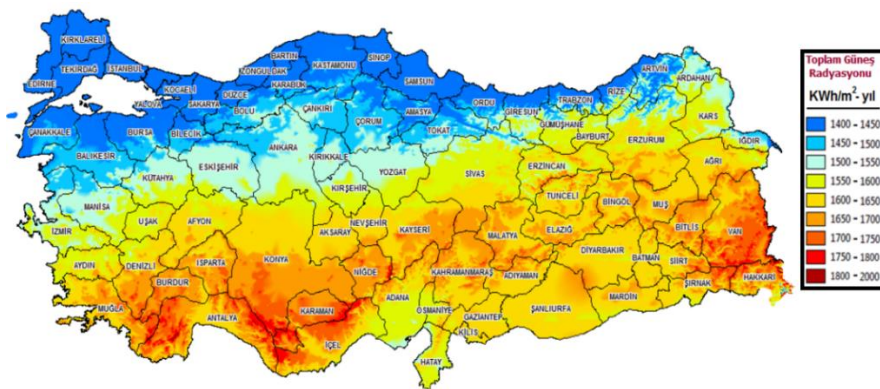 KIRKLARELİ
EDİRNE
TEKİRDAĞ
İSTANBUL
KOCAELİ
YALOVA
SAKARYA
DÜZCE
ZONGULDAK
BARTIN
KARABÜK
KASTAMONU
SİNOP
SAMSUN
ORDU
GİRESUN
TRABZON
RİZE
ARTVİN
ARDAHAN
BOLU
ÇANKIRI
ÇORUM
AMASYA
TOKAT
GÜMÜŞHANE
BAYBURT
ERZURUM
KARS
IĞDIR
ÇANAKKALE
BURSA
BİLECİK
BALIKESİR
ESKİŞEHİR
ANKARA
KIRIKKALE
YOZGAT
SİVAS
ERZİNCAN
AĞRI
KÜTAHYA
KIRŞEHİR
TUNCELİ
BİNGÖL
MUŞ
MANİSA
UŞAK
AFYON
NEVŞEHİR
AKSARAY
KAYSERİ
MALATYA
ELAZIĞ
BİTLİS
VAN
İZMİR
AYDIN
DENİZLİ
ISPARTA
KONYA
NİĞDE
KAHRAMANMARAŞ
ADIYAMAN
DİYARBAKIR
BATMAN
SİİRT
ŞIRNAK
HAKKARİ
BURDUR
MUĞLA
ANTALYA
KARAMAN
İÇEL
ADANA
OSMANİYE
GAZİANTEP
KİLİS
ŞANLIURFA
MARDİN
HATAY
Toplam Güneş
Radyasyonu
KWh/m²- yıl
1400 - 1450
1450 - 1500
1500 - 1550
1550 - 1600
1600 - 1650
1650 - 1700
1700 - 1750
1750 - 1800
1800 - 2000